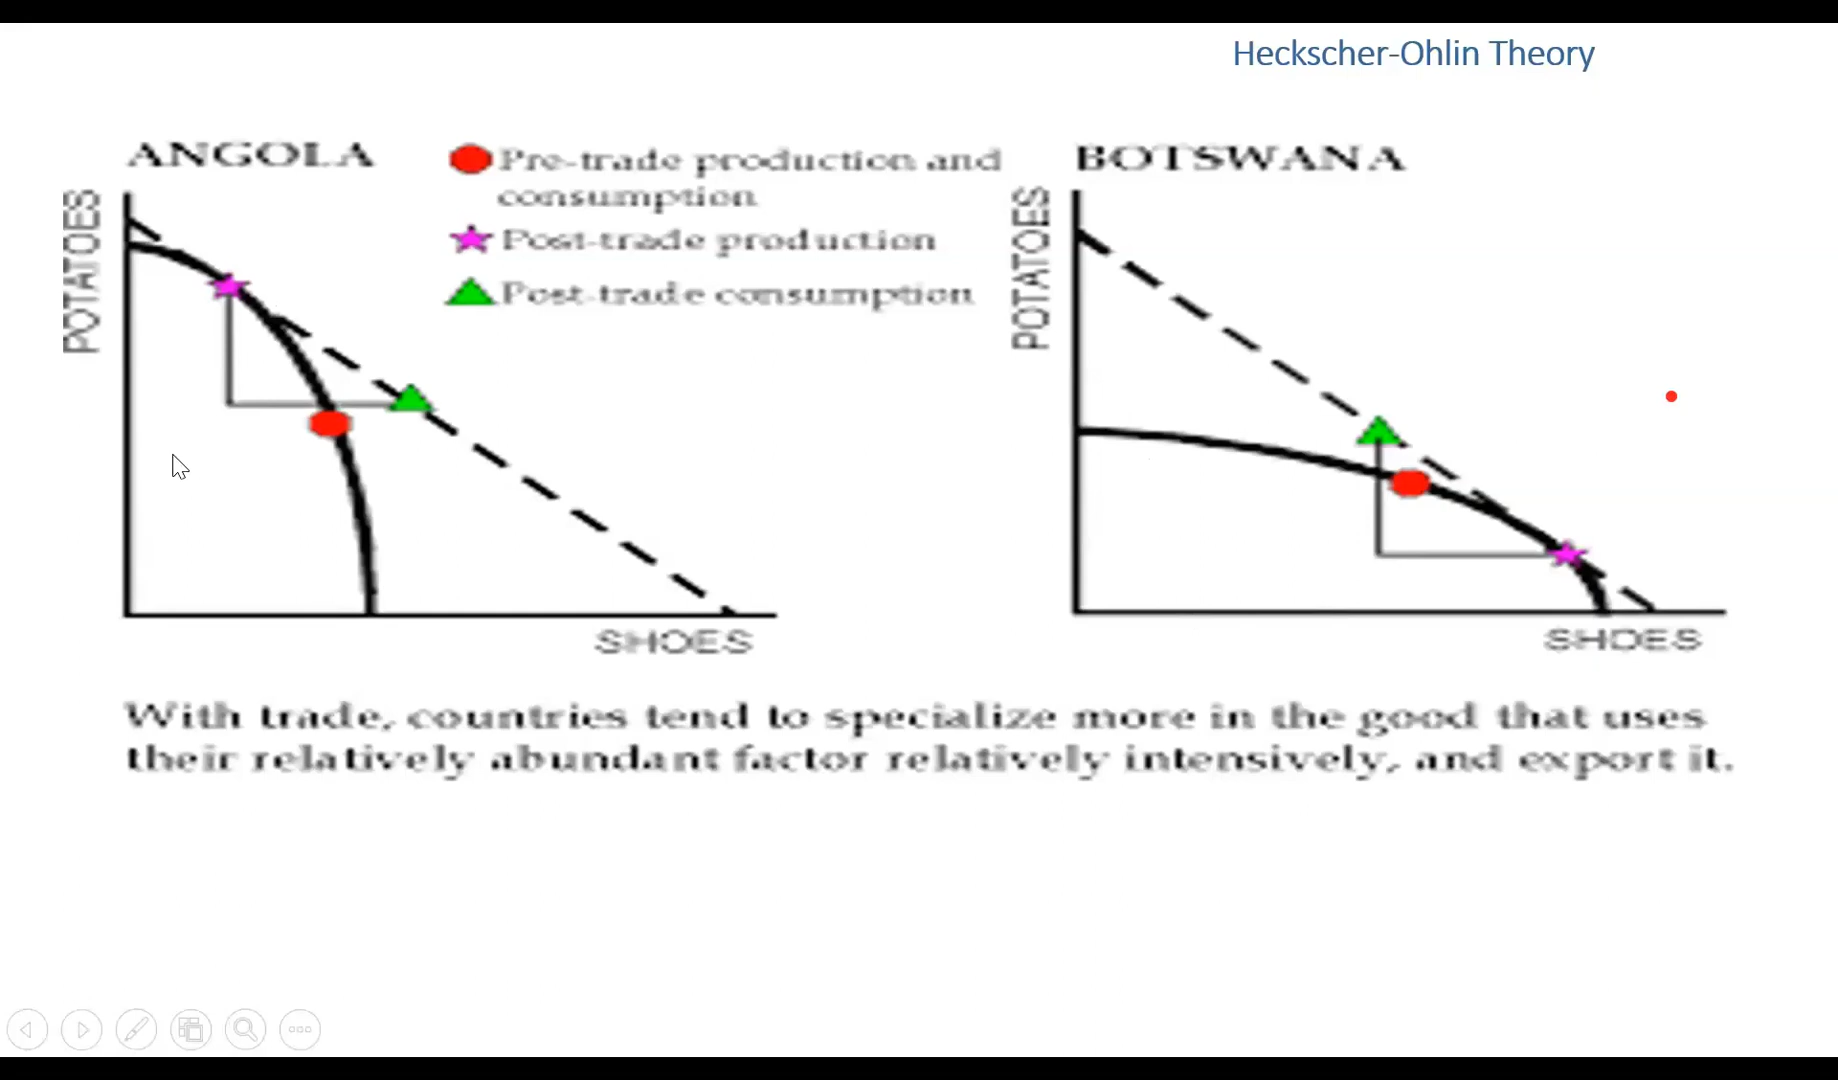 Heckscher-Ohlin Theory
ANGOLA
POTATOES
SHOES
Pre-trade production and
consumption
Post-trade production
Post-trade consumption
BOTSWANA
POTATOES
SHOES
With trade, countries tend to specialize more in the good that uses
their relatively abundant factor relatively intensively, and export it.